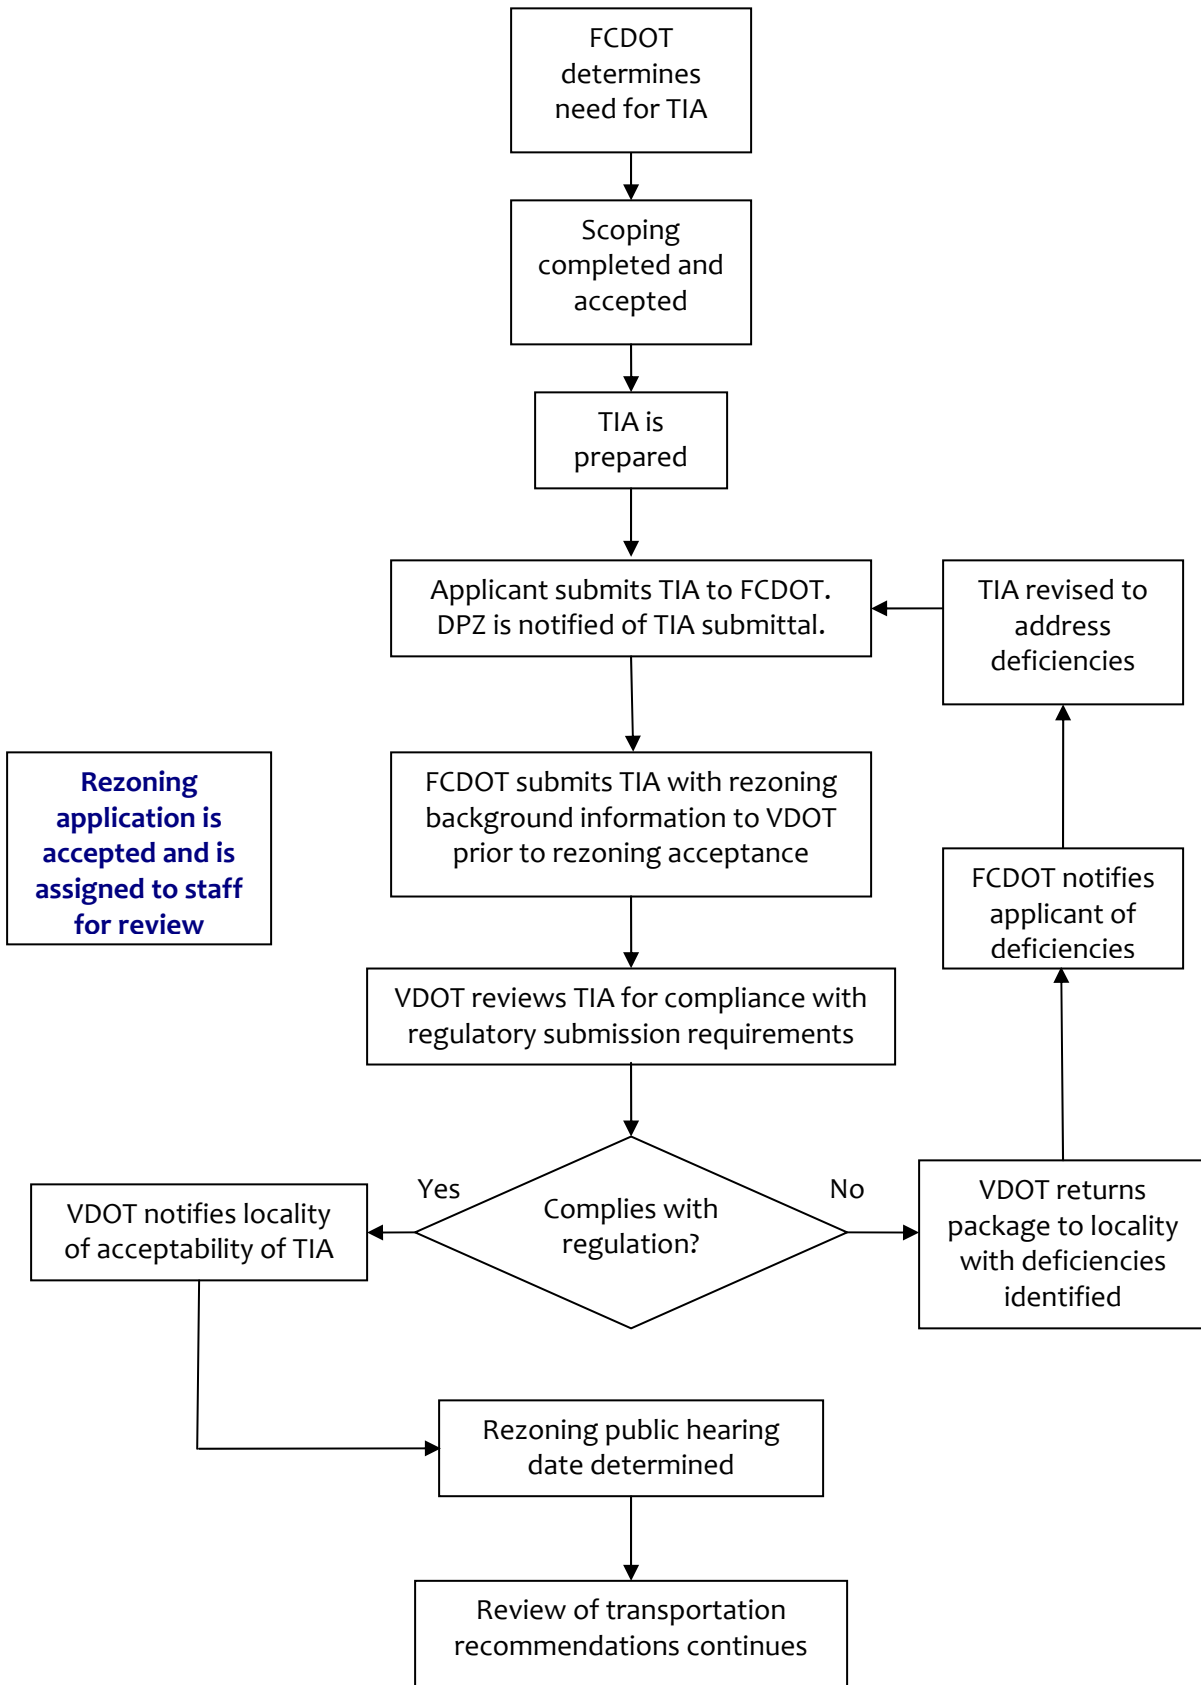 FCDOT
determines
need for TIA
Scoping
completed and
accepted
TIA is
prepared
Applicant submits TIA to FCDOT.
DPZ is notified of TIA submittal.
TIA revised to
address
deficiencies
Rezoning
application is
accepted and is
assigned to staff
for review
FCDOT submits TIA with rezoning
background information to VDOT
prior to rezoning acceptance
FCDOT notifies
applicant of
deficiencies
VDOT reviews TIA for compliance with
regulatory submission requirements
Yes
No
Complies with
regulation?
VDOT notifies locality
of acceptability of TIA
VDOT returns
package to locality
with deficiencies
identified
Rezoning public hearing
date determined
Review of transportation
recommendations continues